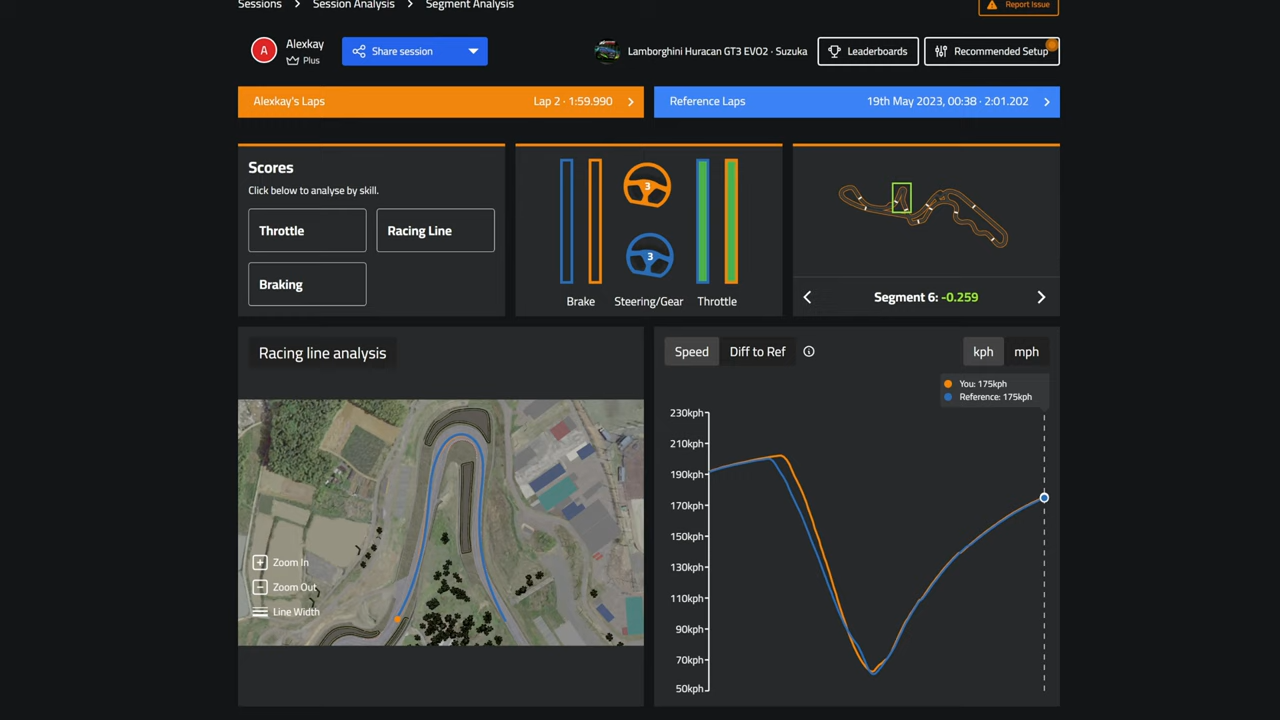 Sessions > Session Analysis > Segment Analysis
Report Issue
A
Alexkay
Plus
Share session
Lamborghini Huracan GT3 EVO2 · Suzuka
Leaderboards
Recommended Setup
Alexkay's Laps
Lap 2 · 1:59.990
Reference Laps
19th May 2023, 00:38 · 2:01.202
Scores
Click below to analyse by skill.
Throttle
Racing Line
Braking
3
3
Brake
Steering/Gear
Throttle
Segment 6: -0.259
Racing line analysis
Zoom In
Zoom Out
Line Width
Speed
Diff to Ref
kph
mph
You: 175kph
Reference: 175kph
230kph
210kph
190kph
170kph
150kph
130kph
110kph
90kph
70kph
50kph